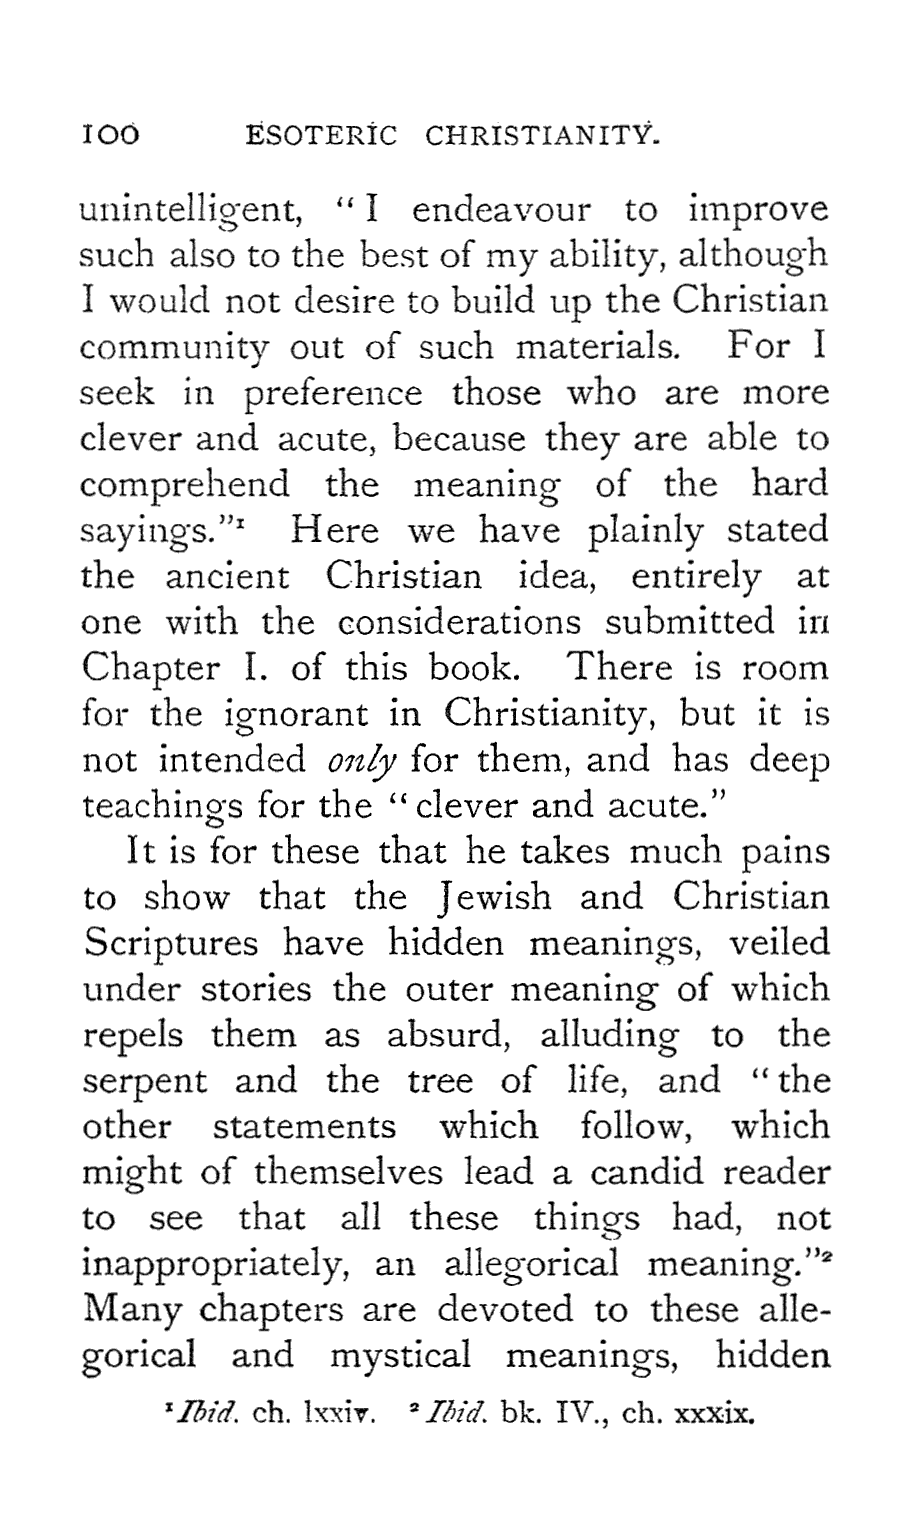 100 ESOTERIC CHRISTIANITY.
unintelligent, “ I endeavour to improve
such also to the best of my ability, although
I would not desire to build up the Christian
community out of such materials. For I
seek in preference those who are more
clever and acute, because they are able to
comprehend the meaning of the hard
sayings.”¹ Here we have plainly stated
the ancient Christian idea, entirely at
one with the considerations submitted in
Chapter I. of this book. There is room
for the ignorant in Christianity, but it is
not intended only for them, and has deep
teachings for the “ clever and acute.”
It is for these that he takes much pains
to show that the Jewish and Christian
Scriptures have hidden meanings, veiled
under stories the outer meaning of which
repels them as absurd, alluding to the
serpent and the tree of life, and “ the
other statements which follow, which
might of themselves lead a candid reader
to see that all these things had, not
inappropriately, an allegorical meaning.”²
Many chapters are devoted to these alle-
gorical and mystical meanings, hidden
¹ Ibid. ch. lxxiv. ² Ibid. bk. IV., ch. xxxix.